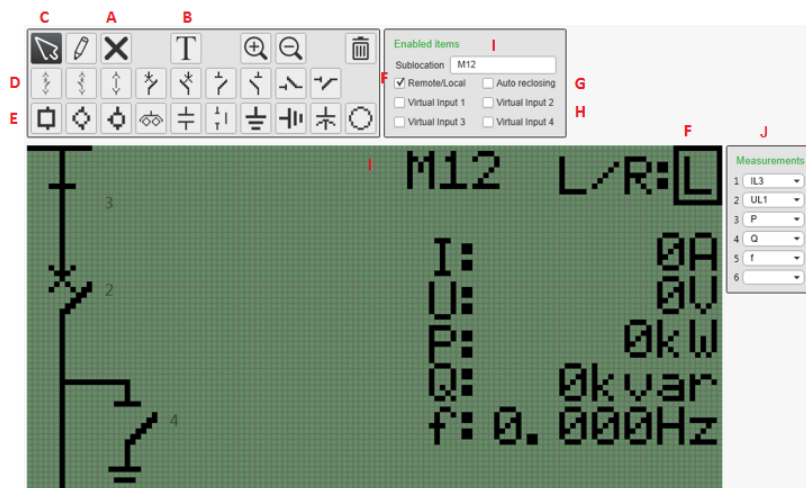 C A B
T
Enabled items I
Sublocation M12
D F Remote/Local Auto reclosing G
Virtual Input 1 Virtual Input 2 H
E Virtual Input 3 Virtual Input 4
F J
I M12 L/R:L
Measurements
1 IL3
2 UL1
3 P
4 Q
5 f
6
3
2
4
I: 0A
U: 0V
P: 0kW
Q: 0kvar
f: 0.000Hz